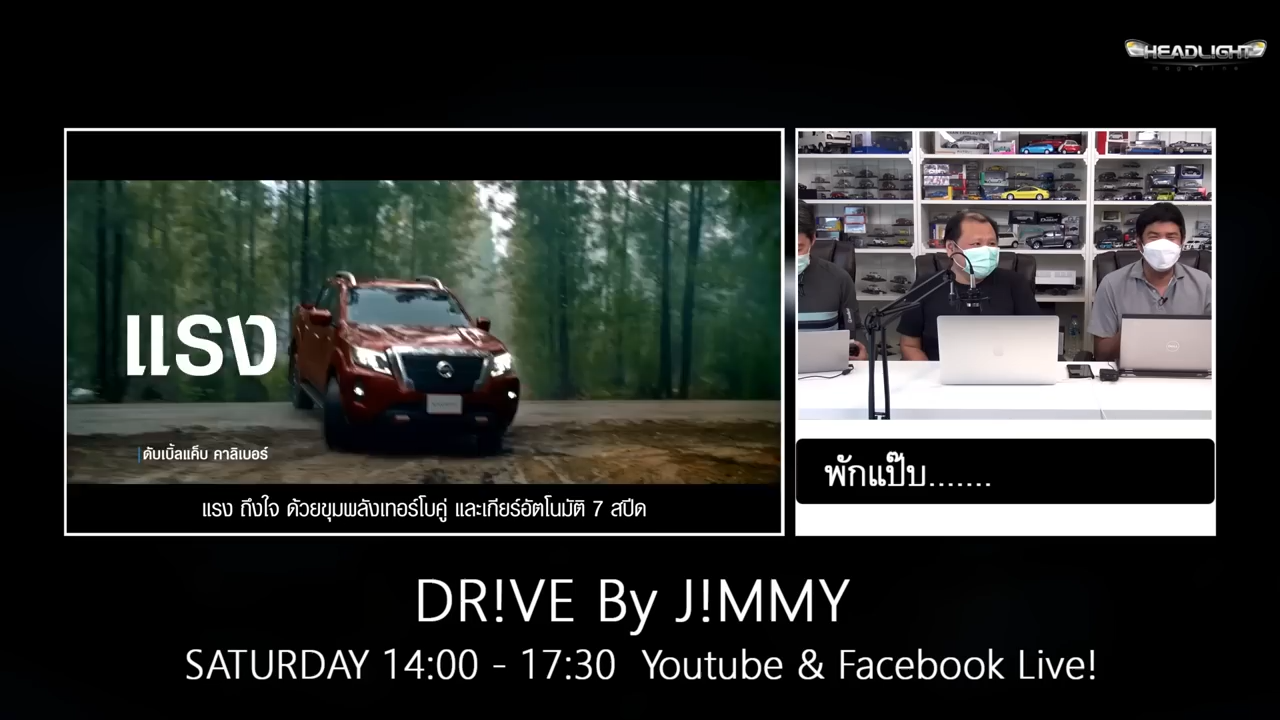 HEADLIGHT
magazine
แรง
ดับเบิ้ลแค็บ คาลิเบอร์
แรง ถึงใจ ด้วยขุมพลังเทอร์โบคู่ และเกียร์อัตโนมัติ 7 สปีด
พักแป๊บ.......
DR!VE By J!MMY
SATURDAY 14:00 - 17:30 Youtube & Facebook Live!